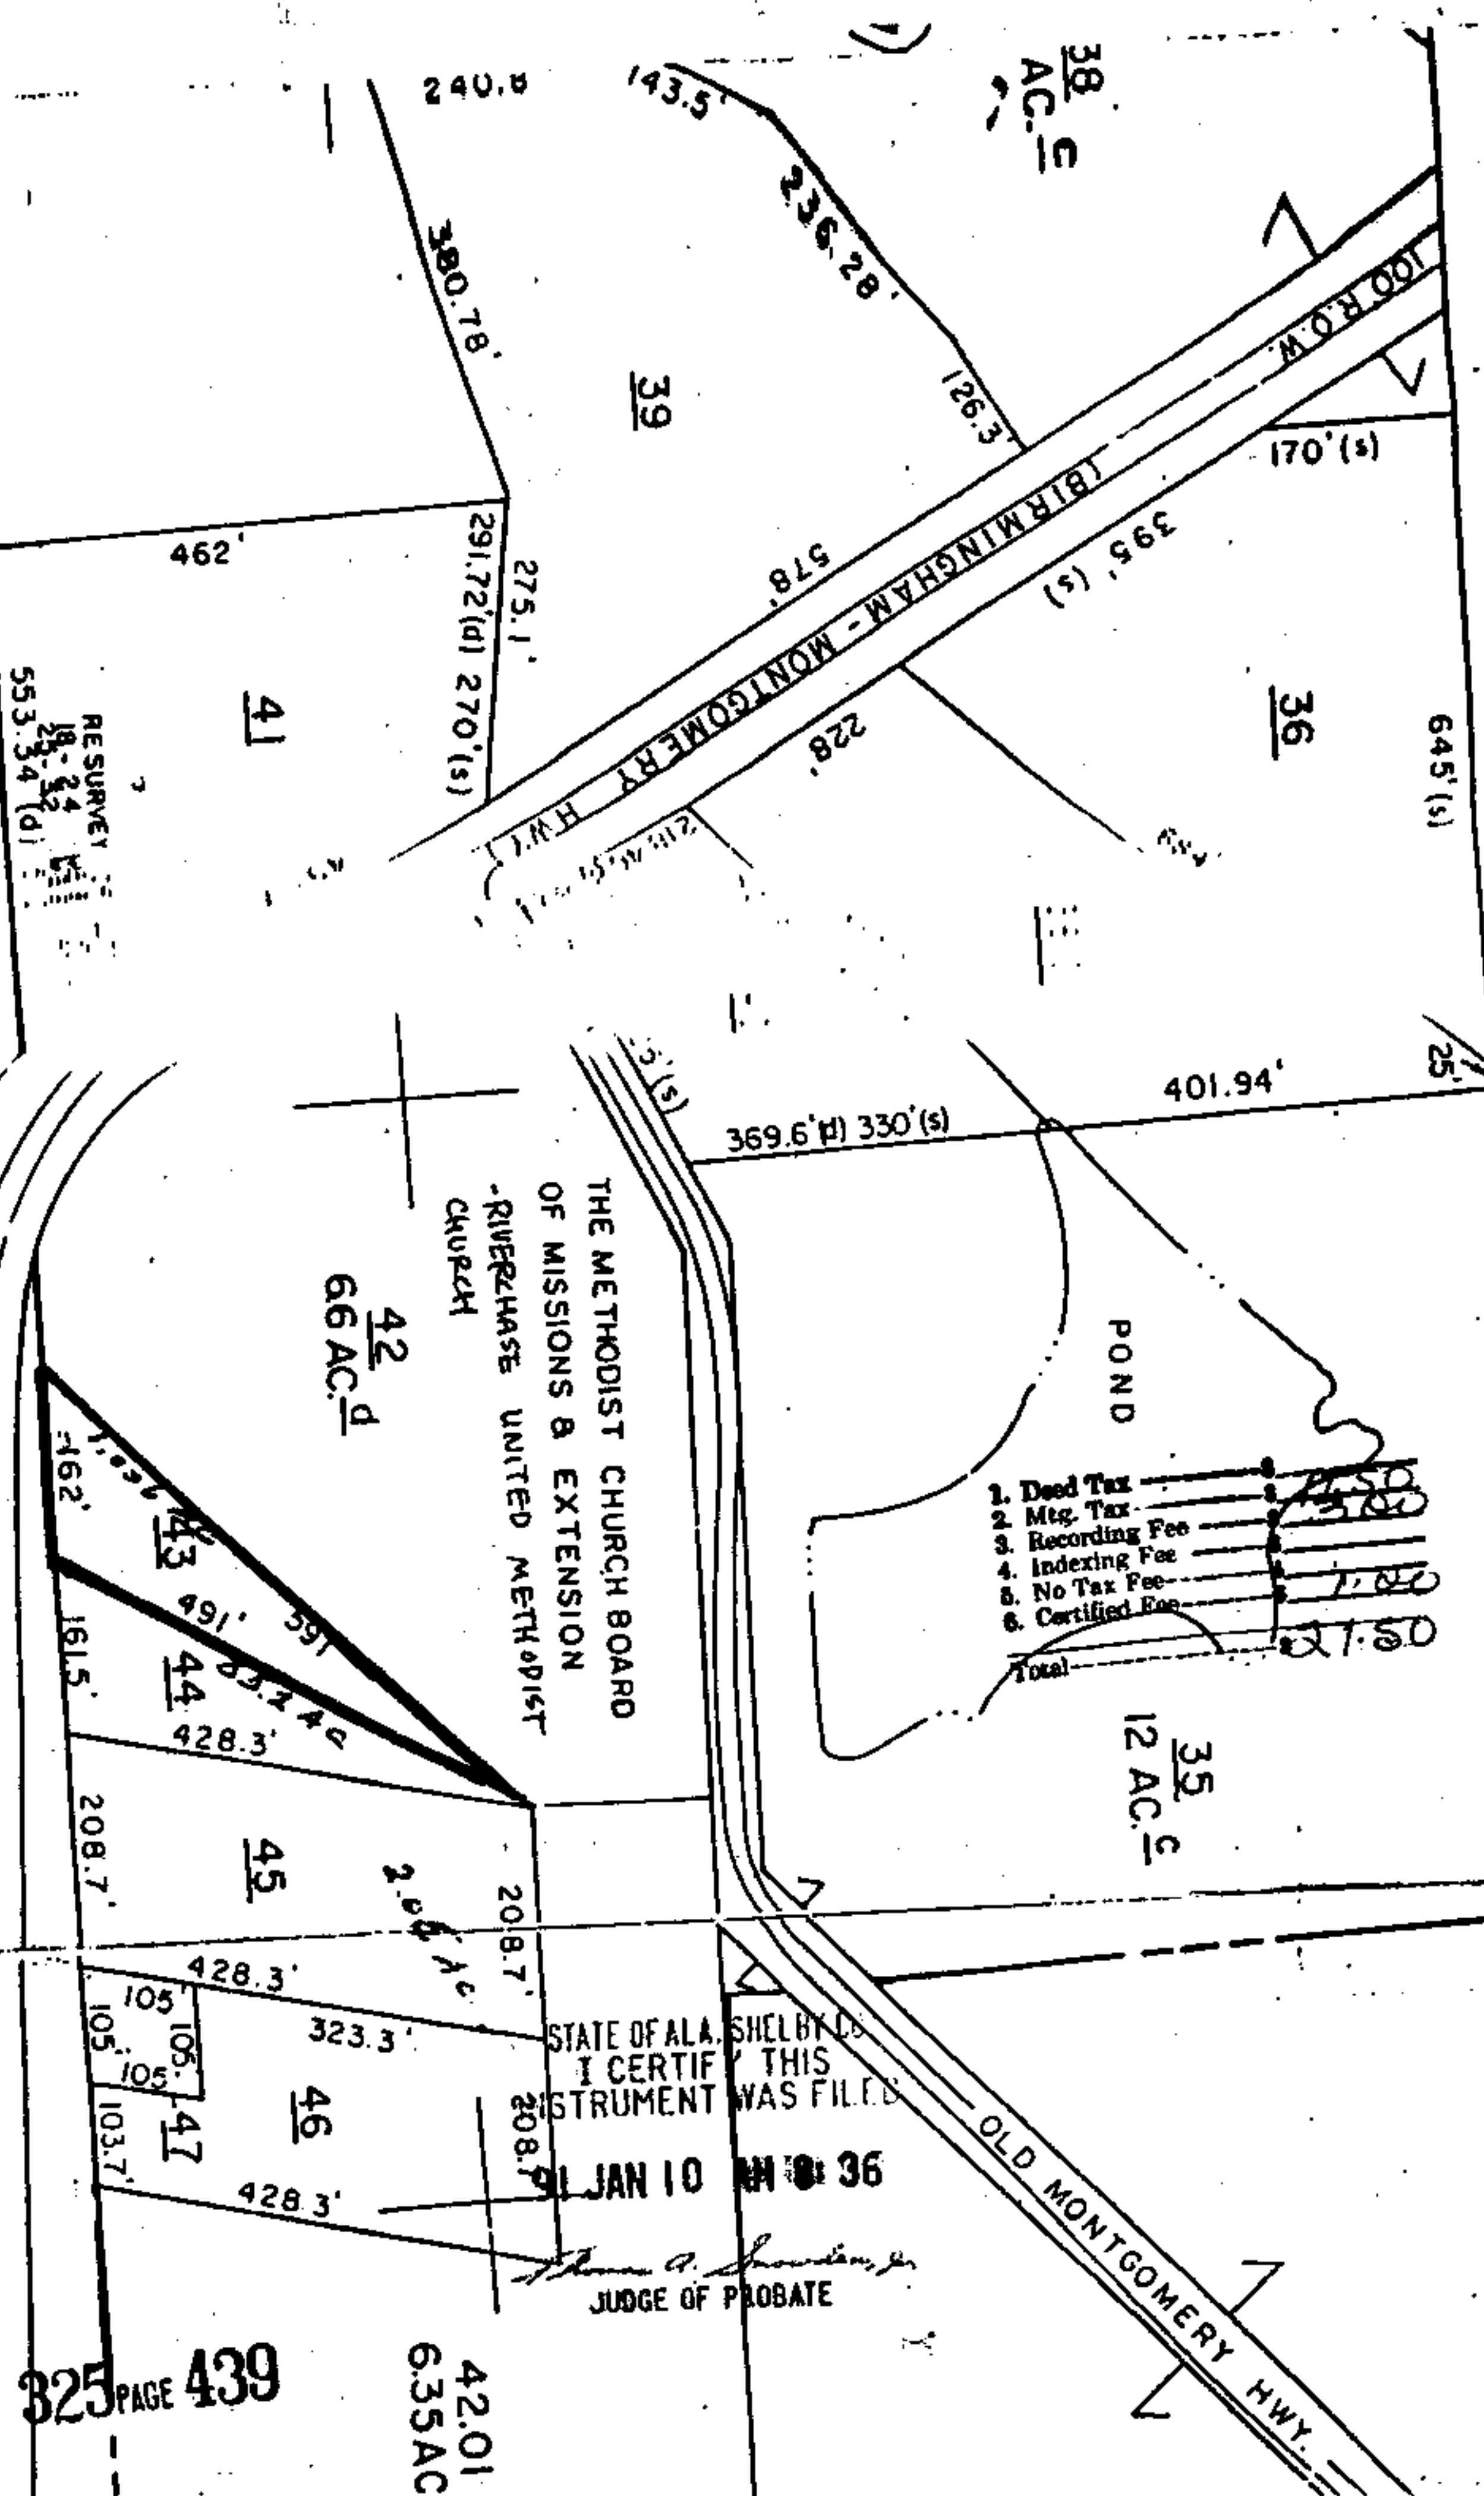 240.8
143.5'
38
AC. c
236.28'
380.78'
39
126.3'
100' R.O.W.
170'(s)
462'
275.1'
291.72'(d) 270'(s)
578'
(BIRMINGHAM - MONTGOMERY HWY.)
395'(s)
228'
41
36
645'(s)
RESURVEY
553.34'(d)
25'
401.94'
369.6'(d) 330'(s)
THE METHODIST CHURCH BOARD
OF MISSIONS & EXTENSION
-RIVERCHASE UNITED METHODIST
CHURCH
42
66 AC. d
POND
1. Deed Tax
2. Mtg. Tax
3. Recording Fee
4. Indexing Fee
5. No Tax Fee
6. Certified Fee
Total 21.50
162'
43
491'
591'
161.5'
44
428.3'
35
12 AC. c
208.7'
45
208.7'
428.3'
105'
105'
105'
105'
323.3'
46
47
103.7'
208.7'
428.3'
STATE OF ALA. SHELBY CO.
I CERTIFY THIS
INSTRUMENT WAS FILED
91 JAN 10 AM 36
JUDGE OF PROBATE
OLD MONTGOMERY HWY.
325 PAGE 439
42.01
6.35 AC